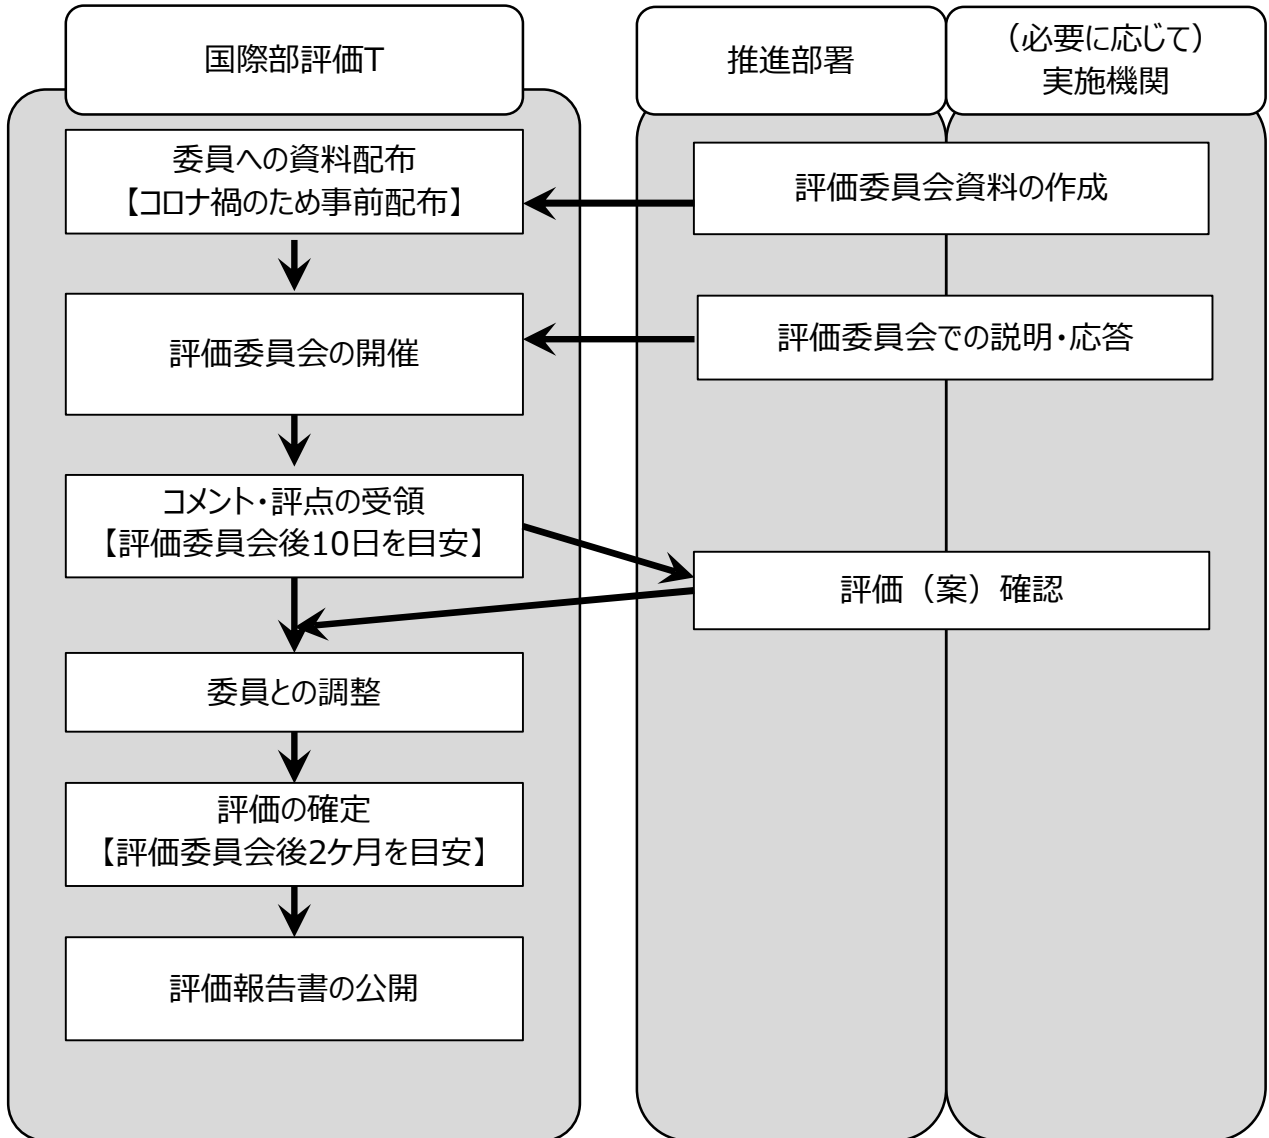 国際部評価T
推進部署
（必要に応じて）
実施機関
委員への資料配布
【コロナ禍のため事前配布】
評価委員会資料の作成
評価委員会の開催
評価委員会での説明・応答
コメント・評点の受領
【評価委員会後10日を目安】
評価（案）確認
委員との調整
評価の確定
【評価委員会後2ケ月を目安】
評価報告書の公開